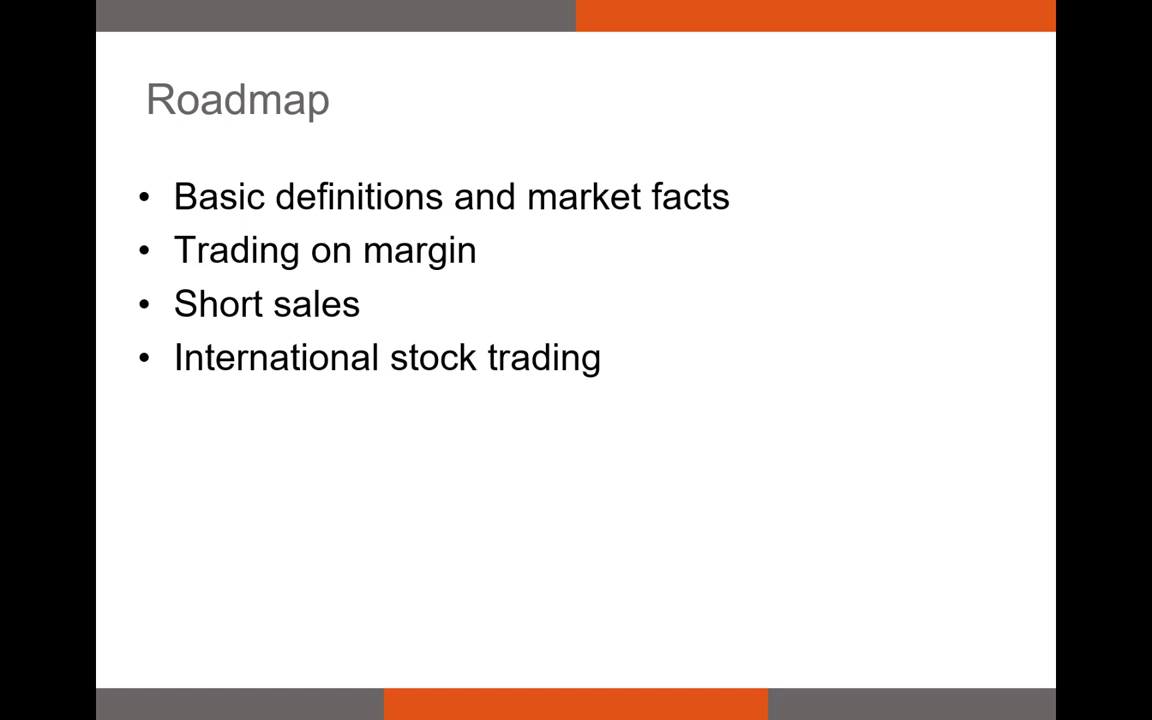 Roadmap
• Basic definitions and market facts
• Trading on margin
• Short sales
• International stock trading